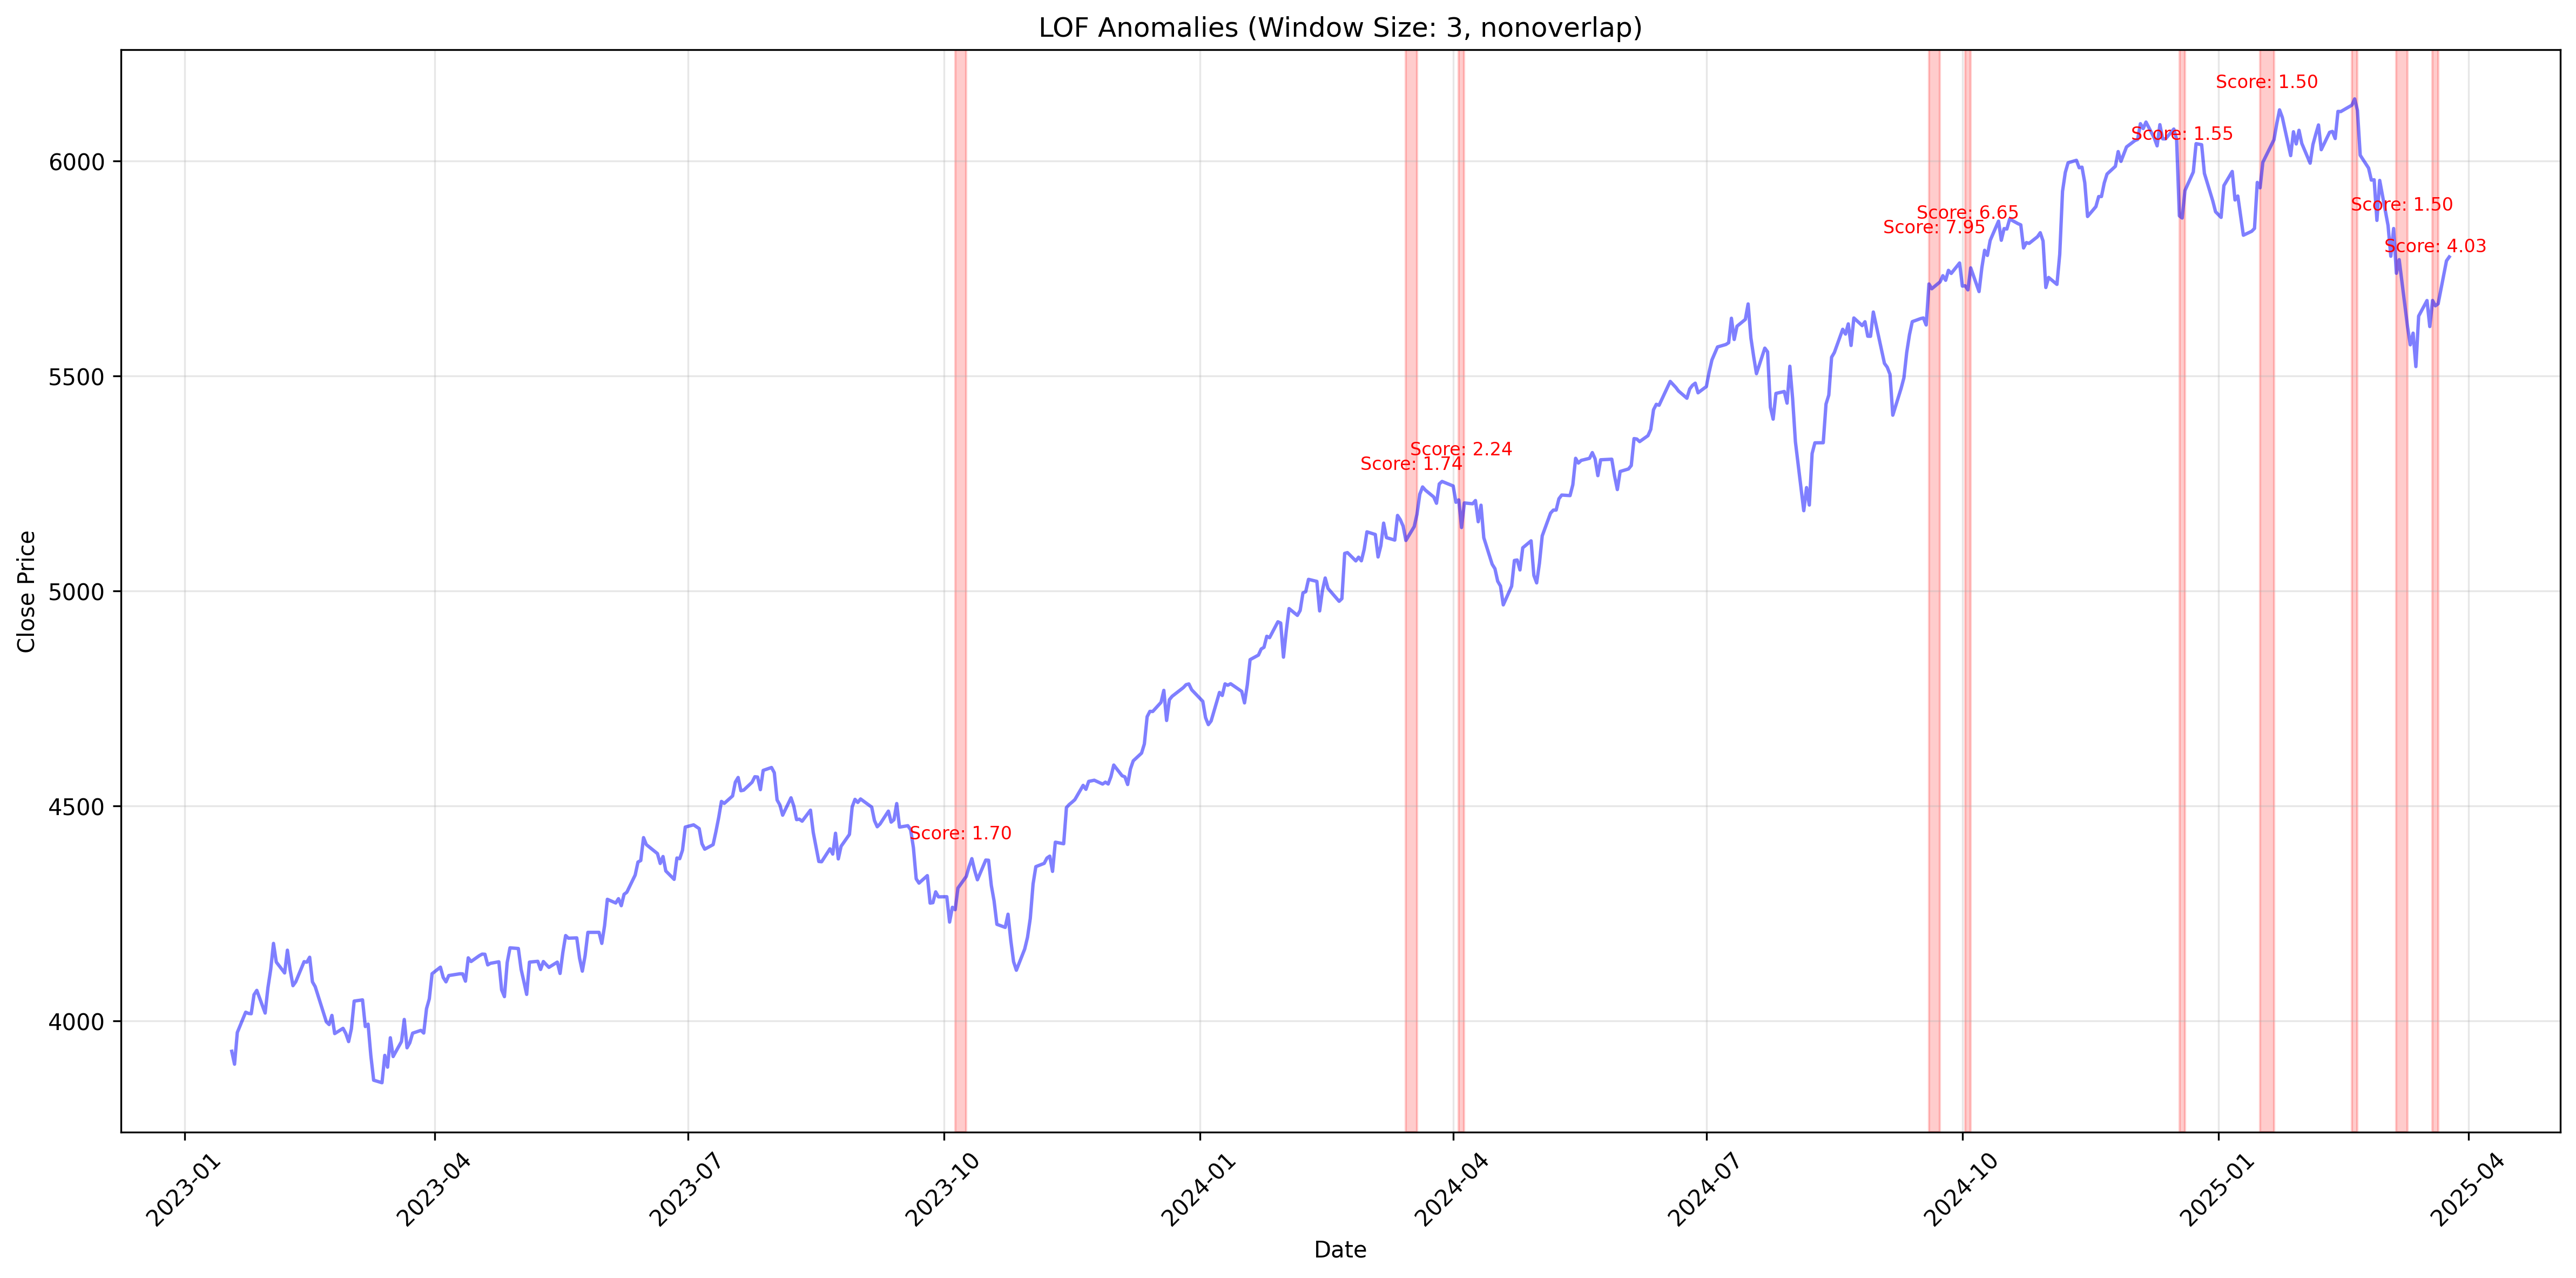 LOF Anomalies (Window Size: 3, nonoverlap)
Score: 1.50
Score: 1.55
Score: 1.50
Score: 6.65
Score: 7.95
Score: 4.03
Score: 2.24
Score: 1.74
Score: 1.70
Close Price
6000
5500
5000
4500
4000
2023-01
2023-04
2023-07
2023-10
2024-01
2024-04
2024-07
2024-10
2025-01
2025-04
Date